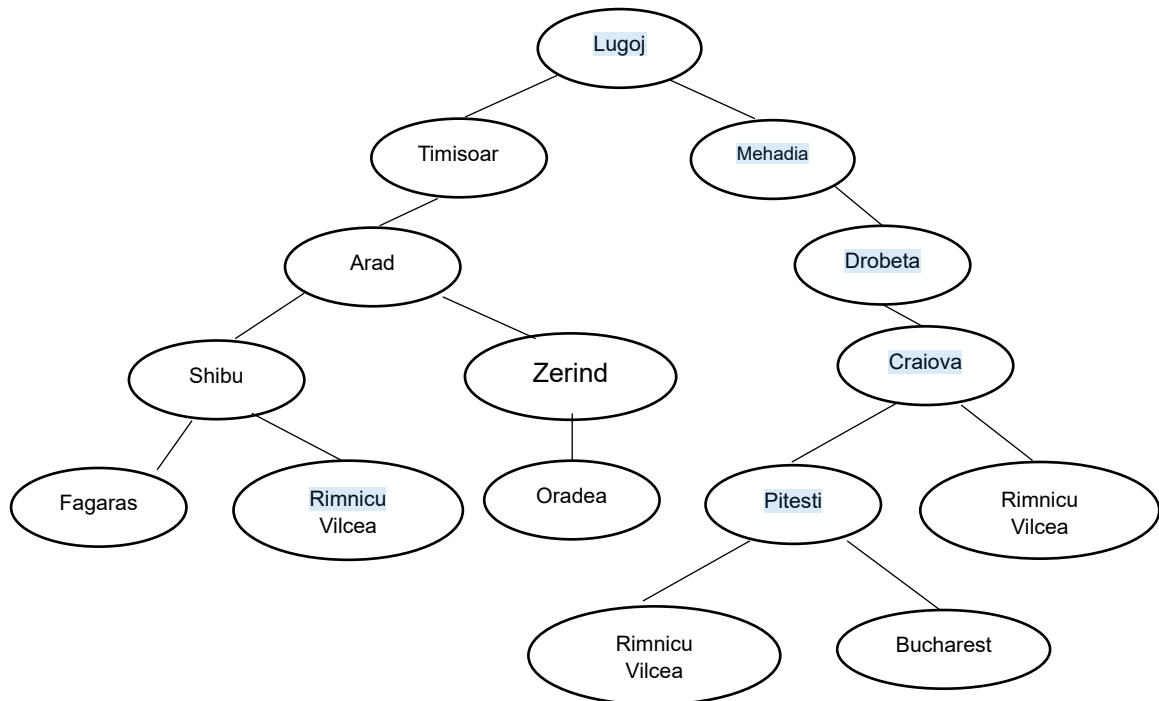 Lugoj
Timisoar
Mehadia
Arad
Drobeta
Shibu
Zerind
Craiova
Fagaras
Rimnicu
Vilcea
Oradea
Pitesti
Rimnicu
Vilcea
Rimnicu
Vilcea
Bucharest